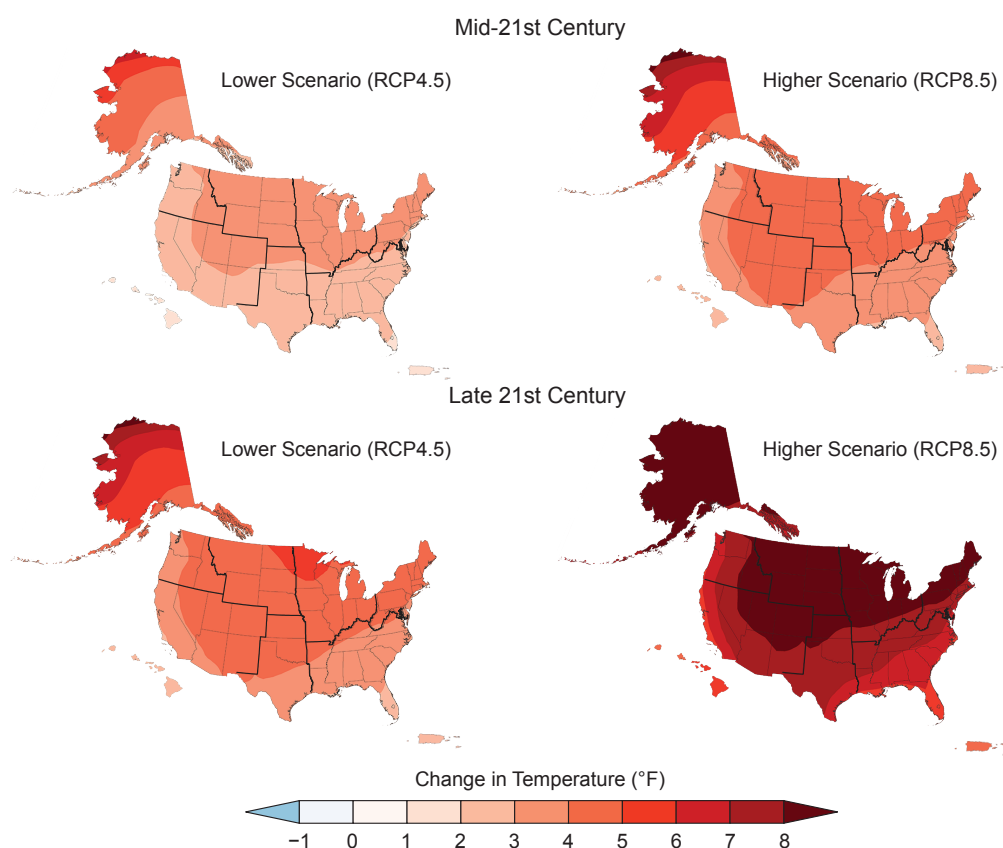 Mid-21st Century
Lower Scenario (RCP4.5)
Higher Scenario (RCP8.5)
Late 21st Century
Lower Scenario (RCP4.5)
Higher Scenario (RCP8.5)
Change in Temperature (°F)
−1 0 1 2 3 4 5 6 7 8